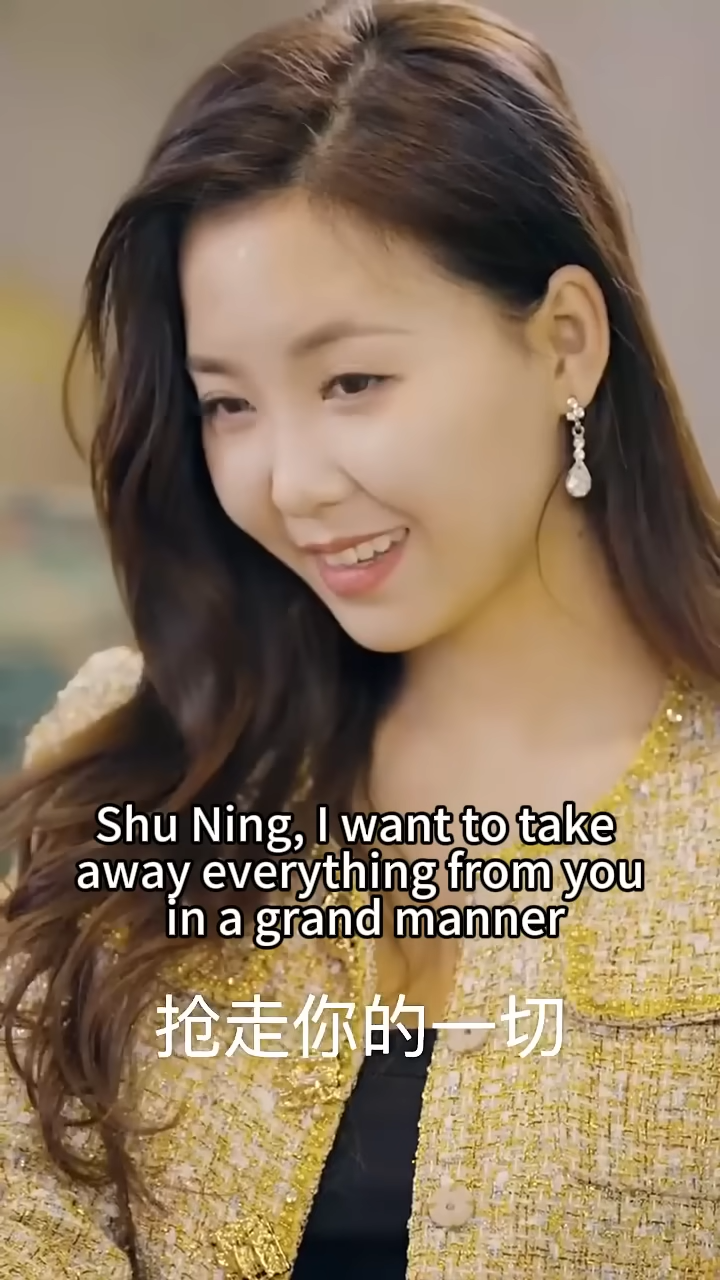 Shu Ning, I want to take
away everything from you
in a grand manner
抢走你的一切